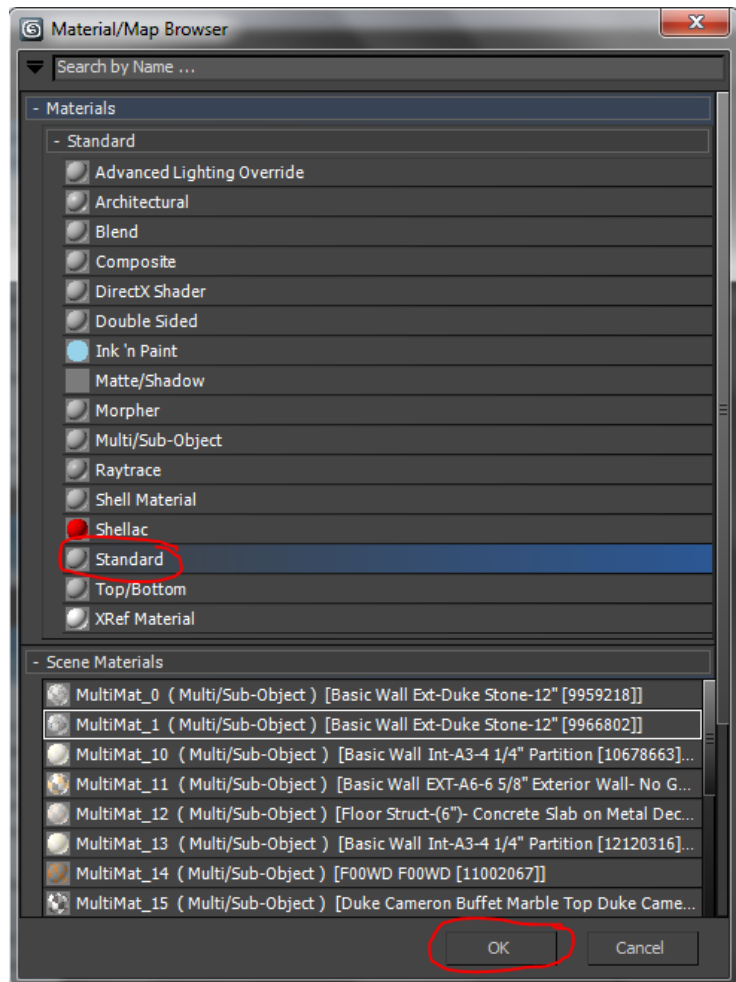 Material/Map Browser
Search by Name ...
- Materials
- Standard
Advanced Lighting Override
Architectural
Blend
Composite
DirectX Shader
Double Sided
Ink 'n Paint
Matte/Shadow
Morpher
Multi/Sub-Object
Raytrace
Shell Material
Shellac
Standard
Top/Bottom
XRef Material
- Scene Materials
MultiMat_0 ( Multi/Sub-Object ) [Basic Wall Ext-Duke Stone-12" [9959218]]
MultiMat_1 ( Multi/Sub-Object ) [Basic Wall Ext-Duke Stone-12" [9966802]]
MultiMat_10 ( Multi/Sub-Object ) [Basic Wall Int-A3-4 1/4" Partition [10678663]...
MultiMat_11 ( Multi/Sub-Object ) [Basic Wall EXT-A6-6 5/8" Exterior Wall- No G...
MultiMat_12 ( Multi/Sub-Object ) [Floor Struct-(6")- Concrete Slab on Metal Dec...
MultiMat_13 ( Multi/Sub-Object ) [Basic Wall Int-A3-4 1/4" Partition [12120316]...
MultiMat_14 ( Multi/Sub-Object ) [F00WD F00WD [11002067]]
MultiMat_15 ( Multi/Sub-Object ) [Duke Cameron Buffet Marble Top Duke Came...
OK Cancel